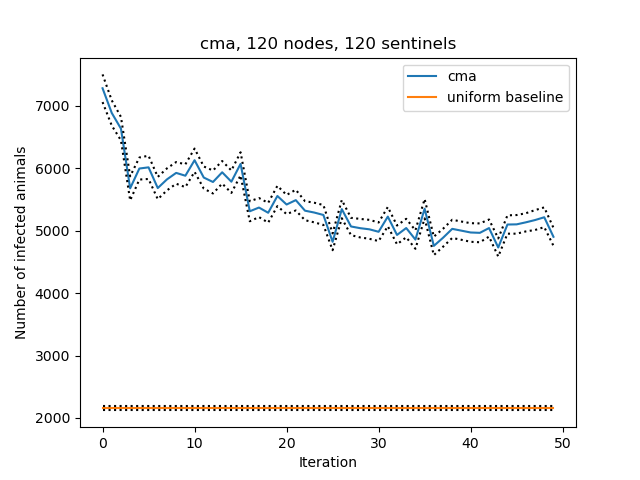 cma, 120 nodes, 120 sentinels
cma
uniform baseline
Number of infected animals
7000
6000
5000
4000
3000
2000
0 10 20 30 40 50
Iteration